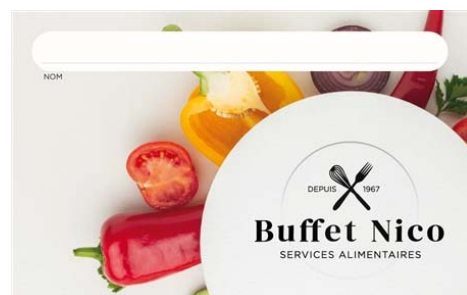 NOM
DEPUIS 1967
Buffet Nico
SERVICES ALIMENTAIRES